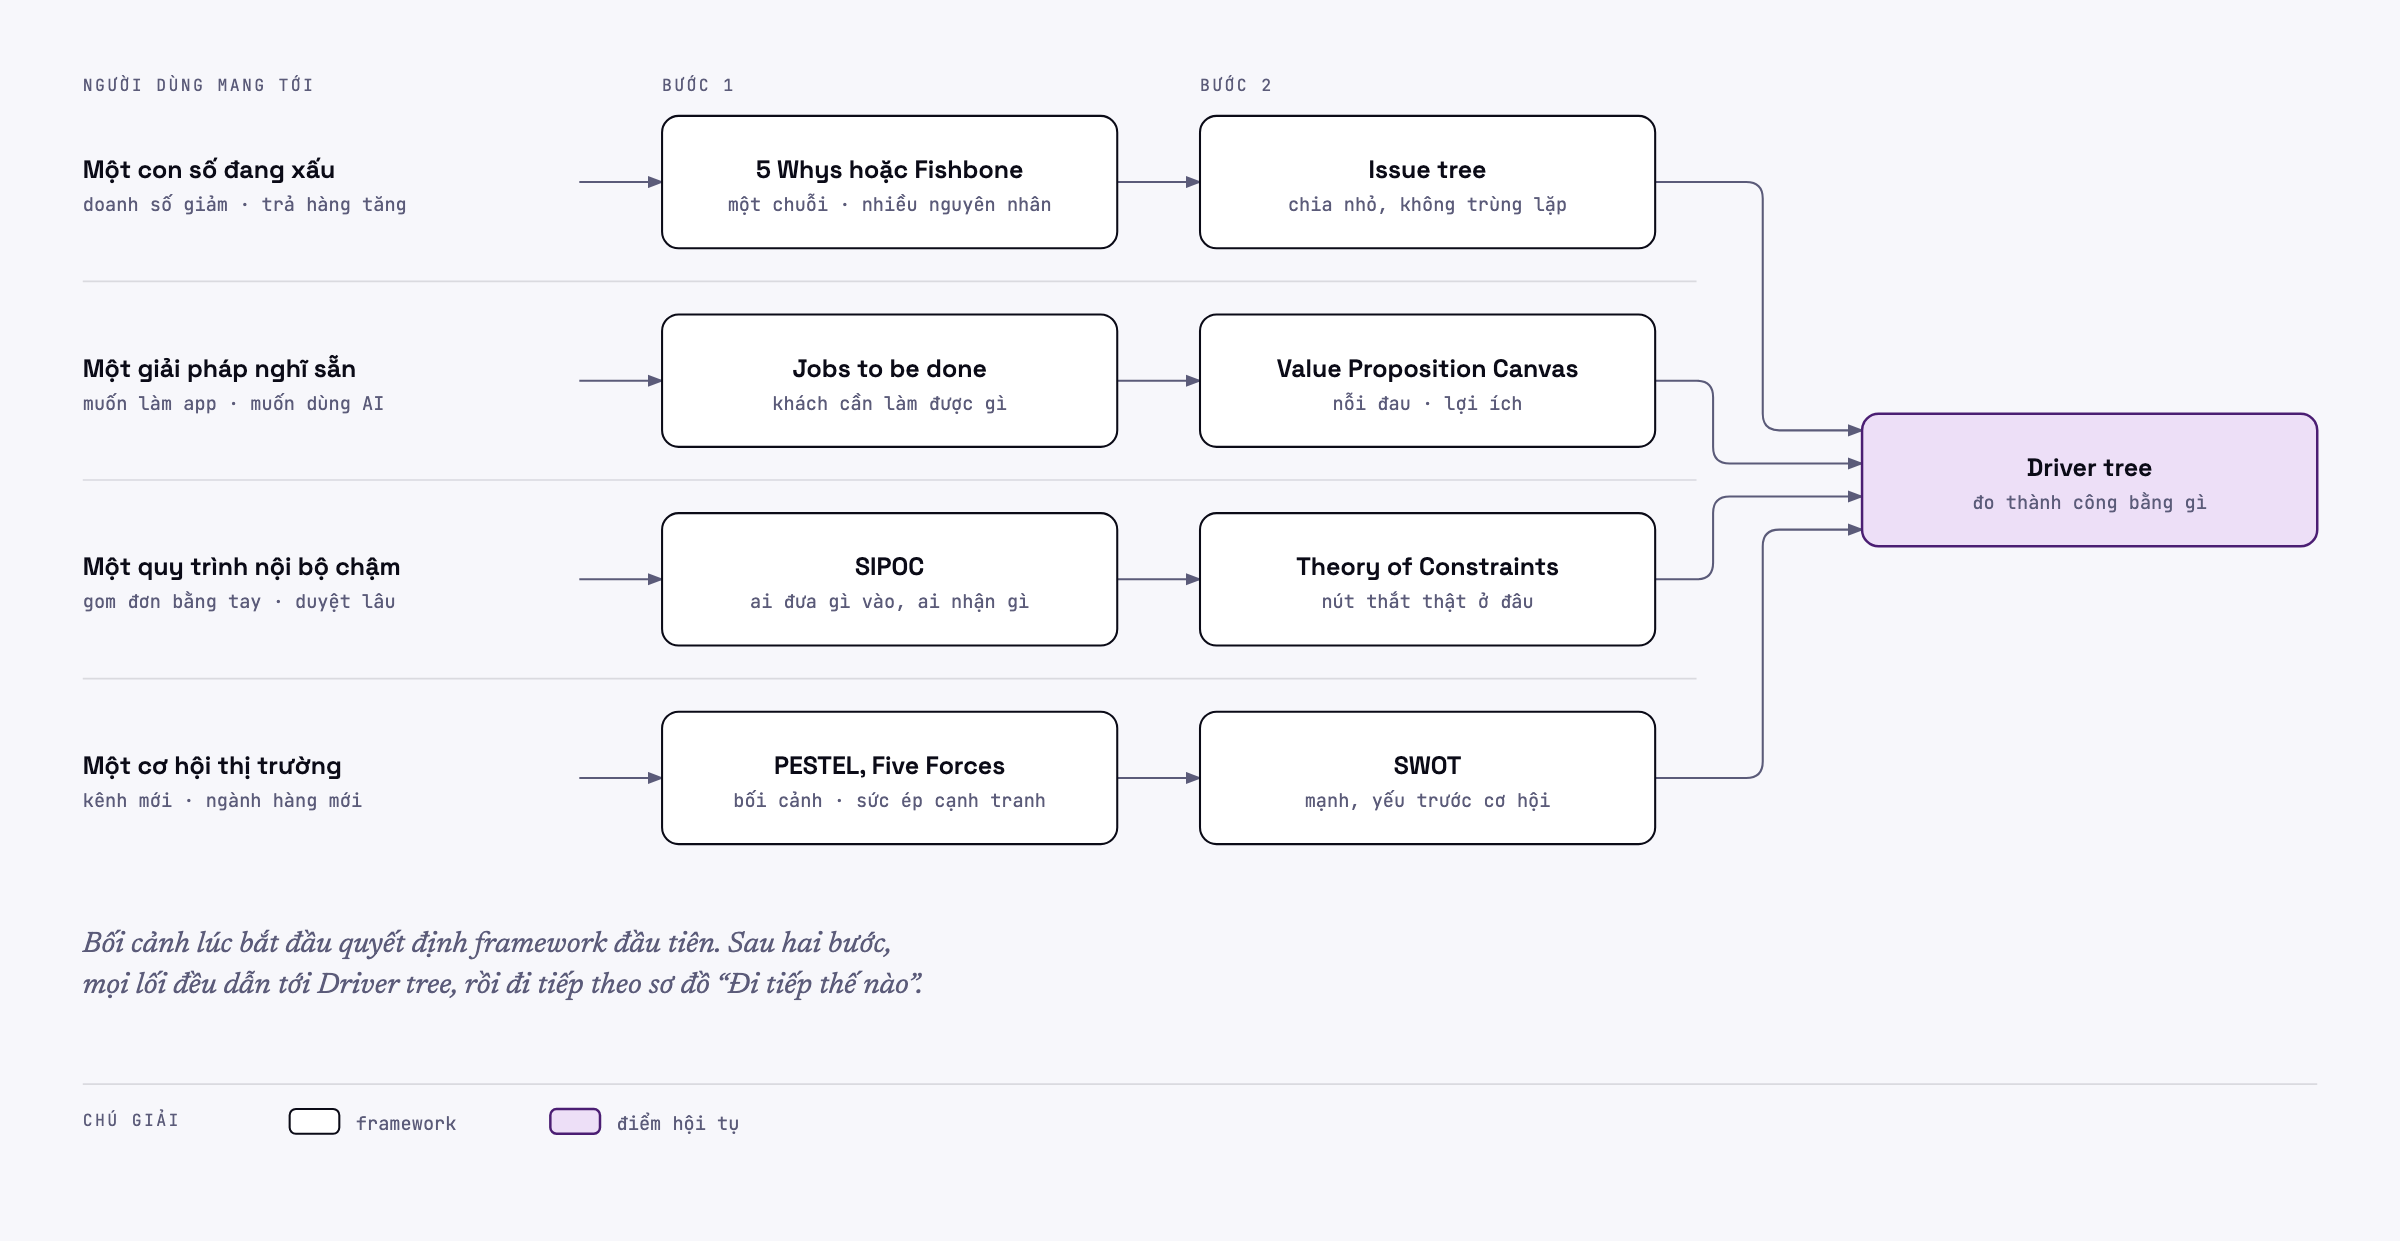 NGƯỜI DÙNG MANG TỚI
BƯỚC 1
BƯỚC 2
Một con số đang xấu
doanh số giảm · trả hàng tăng
5 Whys hoặc Fishbone
một chuỗi · nhiều nguyên nhân
Issue tree
chia nhỏ, không trùng lặp
Một giải pháp nghĩ sẵn
muốn làm app · muốn dùng AI
Jobs to be done
khách cần làm được gì
Value Proposition Canvas
nỗi đau · lợi ích
Driver tree
đo thành công bằng gì
Một quy trình nội bộ chậm
gom đơn bằng tay · duyệt lâu
SIPOC
ai đưa gì vào, ai nhận gì
Theory of Constraints
nút thắt thật ở đâu
Một cơ hội thị trường
kênh mới · ngành hàng mới
PESTEL, Five Forces
bối cảnh · sức ép cạnh tranh
SWOT
mạnh, yếu trước cơ hội
Bối cảnh lúc bắt đầu quyết định framework đầu tiên. Sau hai bước,
mọi lối đều dẫn tới Driver tree, rồi đi tiếp theo sơ đồ “Đi tiếp thế nào”.
CHÚ GIẢI
framework
điểm hội tụ